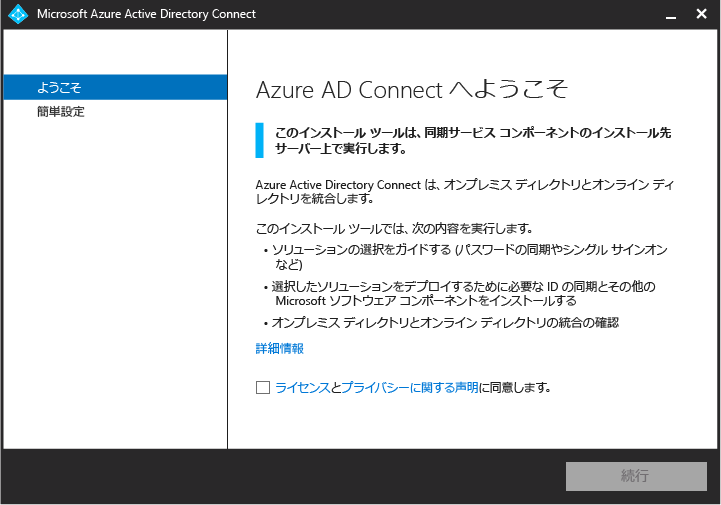 Microsoft Azure Active Directory Connect
ようこそ
簡単設定
Azure AD Connect へようこそ
このインストール ツールは、同期サービス コンポーネントのインストール先
サーバー上で実行します。
Azure Active Directory Connect は、オンプレミス ディレクトリとオンライン ディ
レクトリを統合します。
このインストール ツールでは、次の内容を実行します。
• ソリューションの選択をガイドする (パスワードの同期やシングル サインオン
など)
• 選択したソリューションをデプロイするために必要な ID の同期とその他の
Microsoft ソフトウェア コンポーネントをインストールする
• オンプレミス ディレクトリとオンライン ディレクトリの統合の確認
詳細情報
ライセンスとプライバシーに関する声明に同意します。
続行